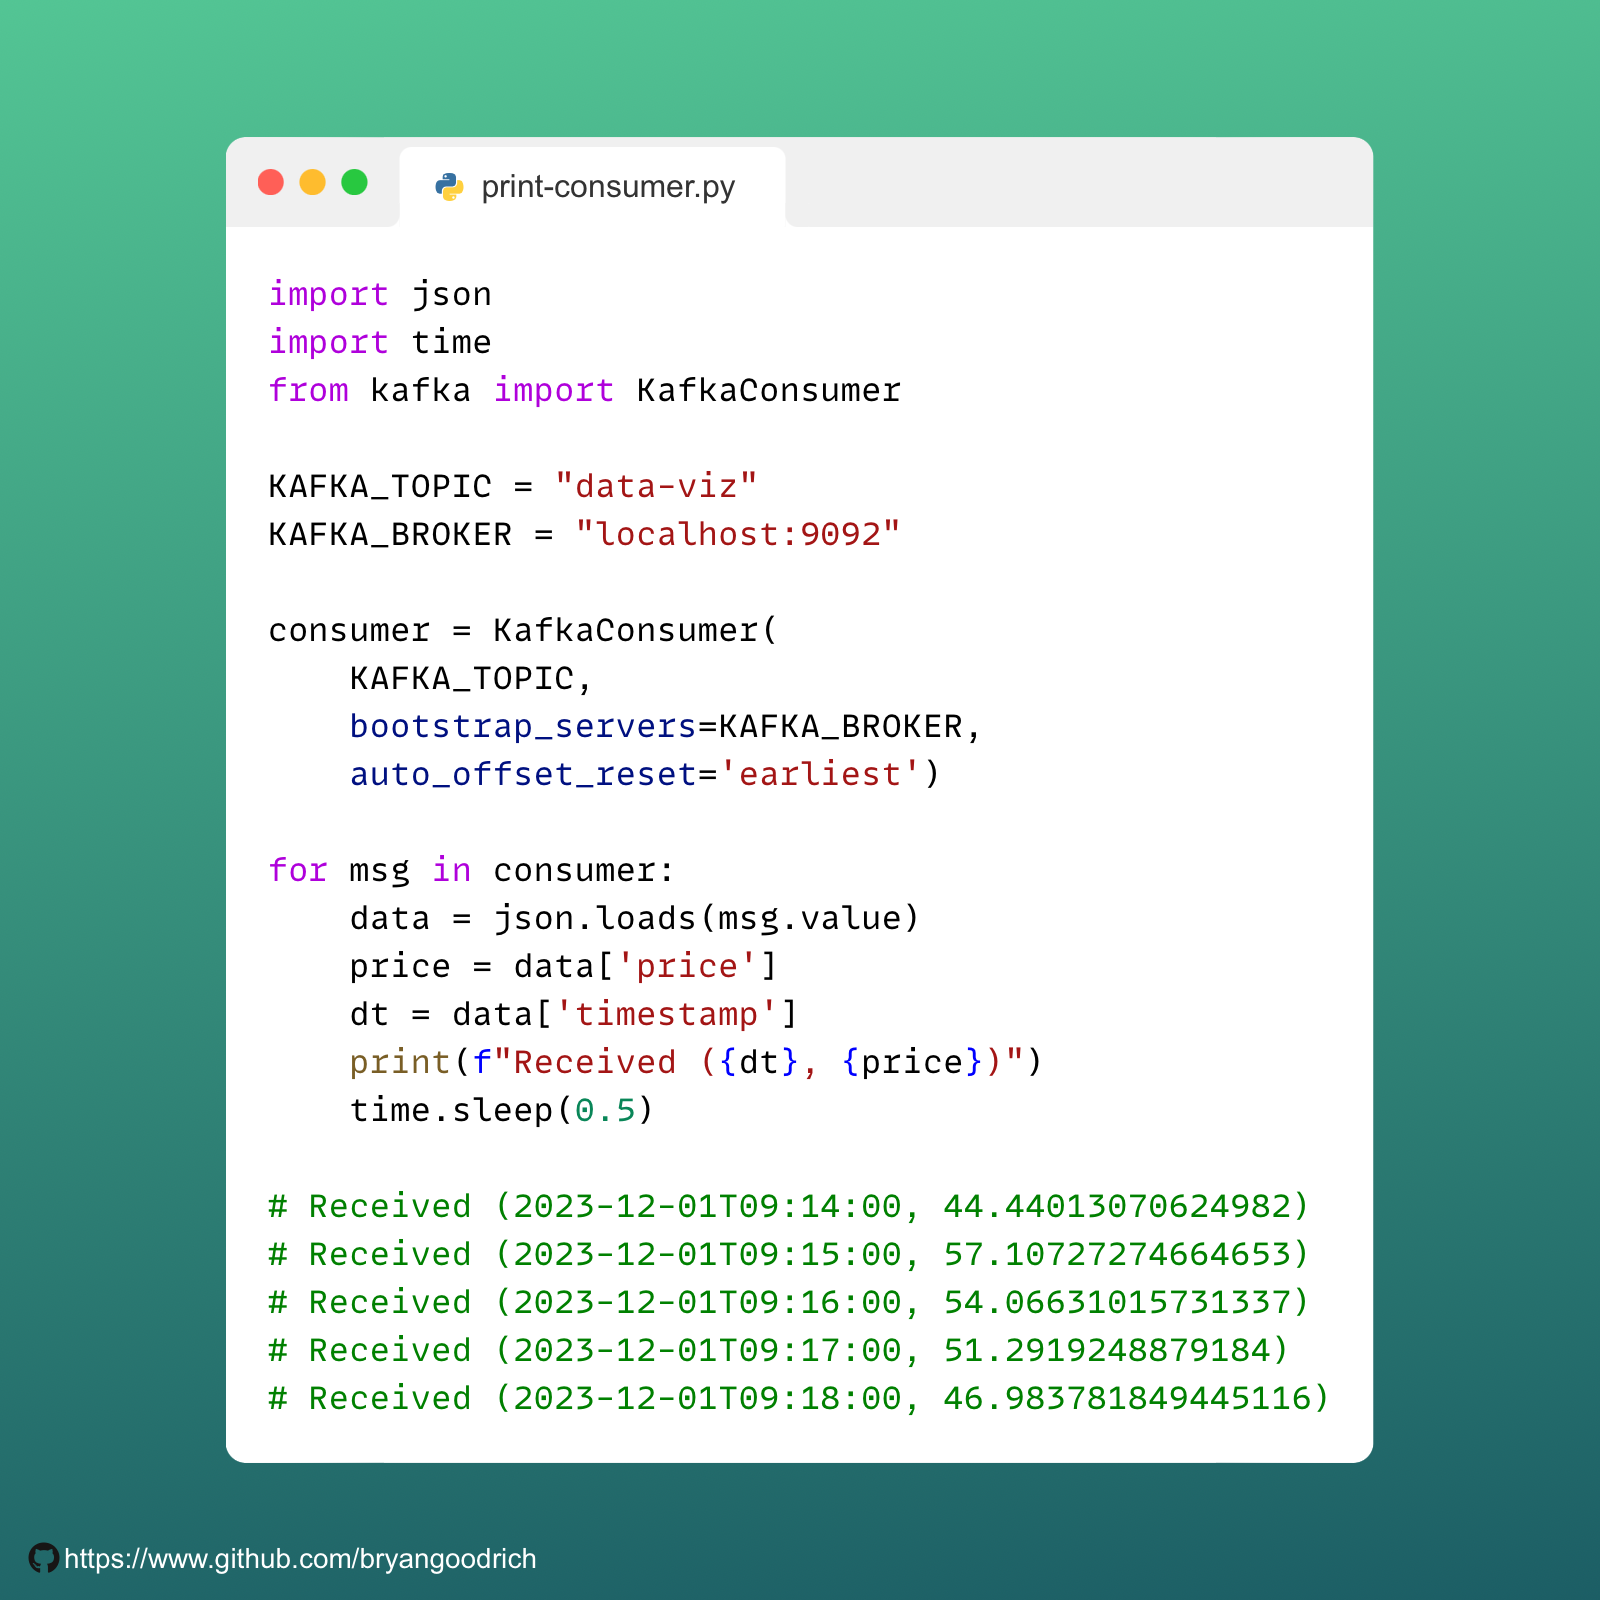 print-consumer.py
import json
import time
from kafka import KafkaConsumer
KAFKA_TOPIC = "data-viz"
KAFKA_BROKER = "localhost:9092"
consumer = KafkaConsumer(
    KAFKA_TOPIC,
    bootstrap_servers=KAFKA_BROKER,
    auto_offset_reset='earliest')
for msg in consumer:
    data = json.loads(msg.value)
    price = data['price']
    dt = data['timestamp']
    print(f"Received ({dt}, {price})")
    time.sleep(0.5)
# Received (2023-12-01T09:14:00, 44.44013070624982)
# Received (2023-12-01T09:15:00, 57.10727274664653)
# Received (2023-12-01T09:16:00, 54.06631015731337)
# Received (2023-12-01T09:17:00, 51.2919248879184)
# Received (2023-12-01T09:18:00, 46.983781849445116)
https://www.github.com/bryangoodrich